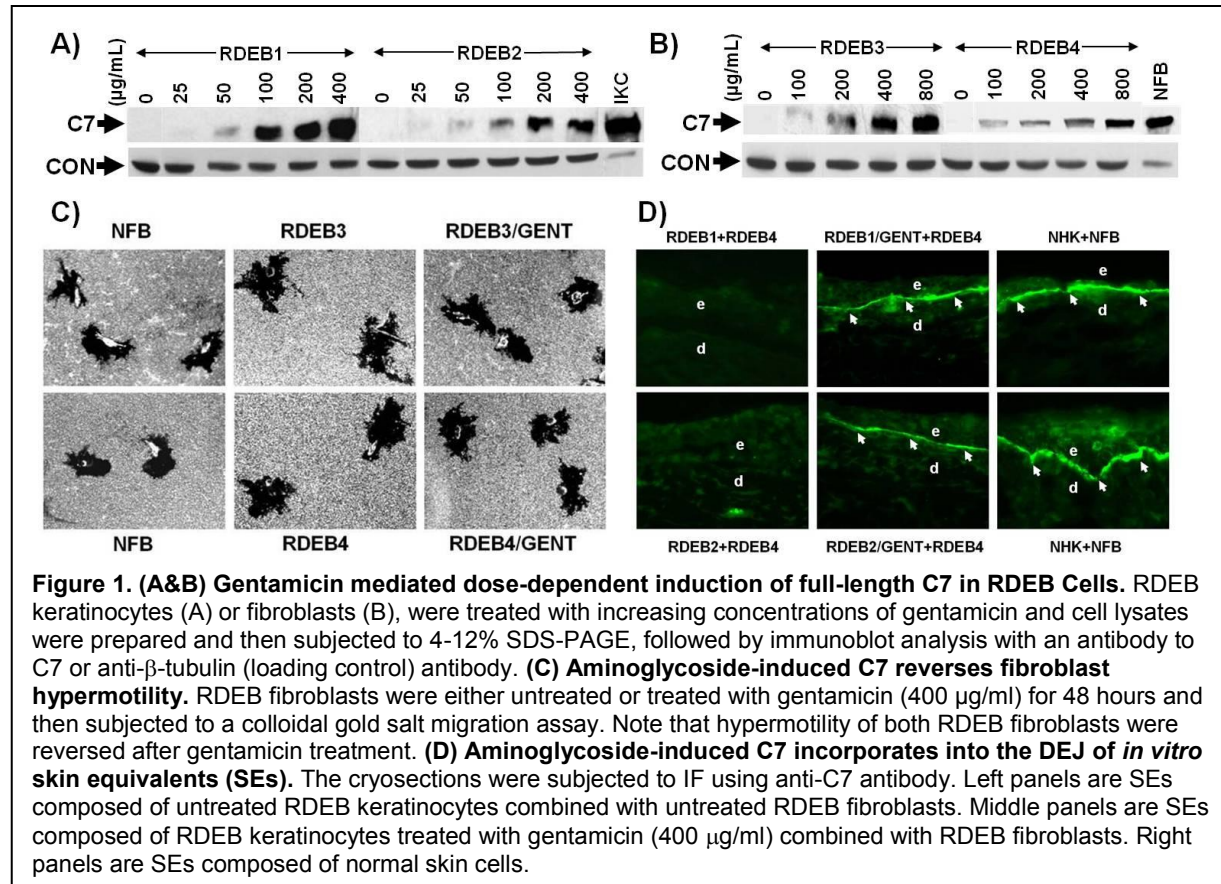 A)
RDEB1 RDEB2
(µg/mL) 0 25 50 100 200 400 0 25 50 100 200 400 IKC
C7
CON
B)
RDEB3 RDEB4
(µg/mL) 0 100 200 400 800 0 100 200 400 800 NFB
C7
CON
C)
NFB RDEB3 RDEB3/GENT
NFB RDEB4 RDEB4/GENT
D)
RDEB1+RDEB4 RDEB1/GENT+RDEB4 NHK+NFB
e e e
d d d
e e e
d d d
RDEB2+RDEB4 RDEB2/GENT+RDEB4 NHK+NFB
Figure 1. (A&B) Gentamicin mediated dose-dependent induction of full-length C7 in RDEB Cells. RDEB
keratinocytes (A) or fibroblasts (B), were treated with increasing concentrations of gentamicin and cell lysates
were prepared and then subjected to 4-12% SDS-PAGE, followed by immunoblot analysis with an antibody to
C7 or anti-β-tubulin (loading control) antibody. (C) Aminoglycoside-induced C7 reverses fibroblast
hypermotility. RDEB fibroblasts were either untreated or treated with gentamicin (400 µg/ml) for 48 hours and
then subjected to a colloidal gold salt migration assay. Note that hypermotility of both RDEB fibroblasts were
reversed after gentamicin treatment. (D) Aminoglycoside-induced C7 incorporates into the DEJ of in vitro
skin equivalents (SEs). The cryosections were subjected to IF using anti-C7 antibody. Left panels are SEs
composed of untreated RDEB keratinocytes combined with untreated RDEB fibroblasts. Middle panels are SEs
composed of RDEB keratinocytes treated with gentamicin (400 µg/ml) combined with RDEB fibroblasts. Right
panels are SEs composed of normal skin cells.